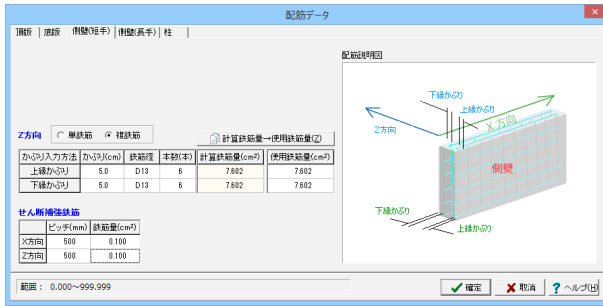 配筋データ
頂版 底版 側壁(短手) 側壁(長手) 柱
配筋説明図
Z方向 単鉄筋 複鉄筋 計算鉄筋量→使用鉄筋量(Z)
かぶり入力方法 かぶり(cm) 鉄筋径 本数(本) 計算鉄筋量(cm²) 使用鉄筋量(cm²)
上縁かぶり 5.0 D13 6 7.602 7.602
下縁かぶり 5.0 D13 6 7.602 7.602
せん断補強鉄筋
ピッチ(mm) 鉄筋量(cm²)
X方向 500 0.100
Z方向 500 0.100
下縁かぶり
上縁かぶり
Z方向
X方向
側壁
下縁かぶり
上縁かぶり
範囲: 0.000～999.999
確定 取消 ヘルプ(H)